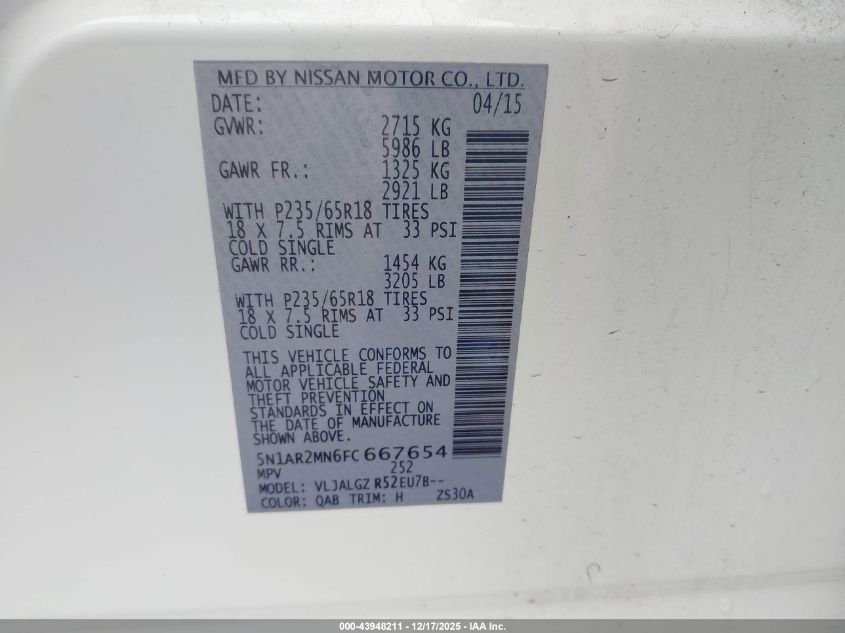 MFD BY NISSAN MOTOR CO., LTD.
DATE: 04/15
GVWR: 2715 KG
5986 LB
GAWR FR.: 1325 KG
2921 LB
WITH P235/65R18 TIRES
18 X 7.5 RIMS AT 33 PSI
COLD SINGLE
GAWR RR.: 1454 KG
3205 LB
WITH P235/65R18 TIRES
18 X 7.5 RIMS AT 33 PSI
COLD SINGLE
THIS VEHICLE CONFORMS TO
ALL APPLICABLE FEDERAL
MOTOR VEHICLE SAFETY AND
THEFT PREVENTION
STANDARDS IN EFFECT ON
THE DATE OF MANUFACTURE
SHOWN ABOVE.
5N1AR2MN6FC667654
MPV 252
MODEL: VLJALGZ R52EU7B--
COLOR: QAB TRIM: H ZS30A
000-43948211 - 12/17/2025 - IAA Inc.